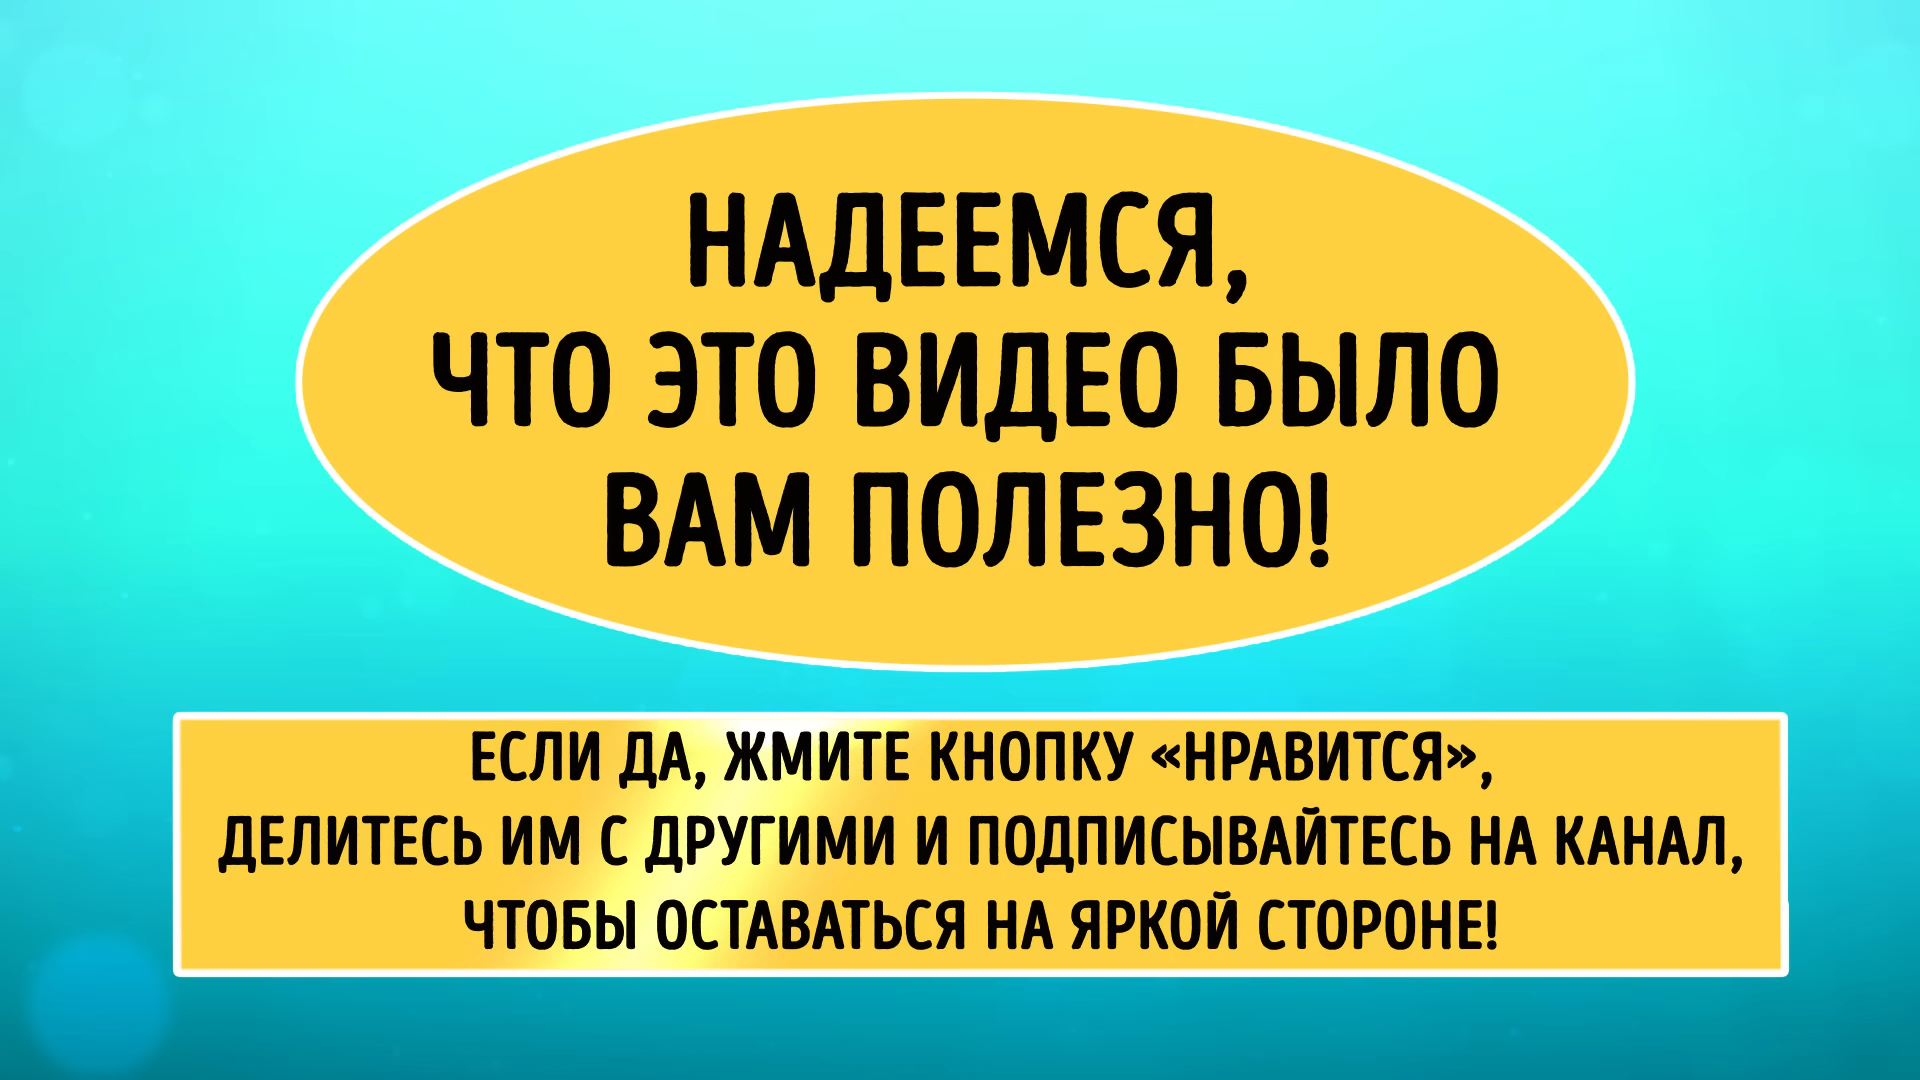 НАДЕЕМСЯ,
ЧТО ЭТО ВИДЕО БЫЛО
ВАМ ПОЛЕЗНО!
ЕСЛИ ДА, ЖМИТЕ КНОПКУ «НРАВИТСЯ»,
ДЕЛИТЕСЬ ИМ С ДРУГИМИ И ПОДПИСЫВАЙТЕСЬ НА КАНАЛ,
ЧТОБЫ ОСТАВАТЬСЯ НА ЯРКОЙ СТОРОНЕ!